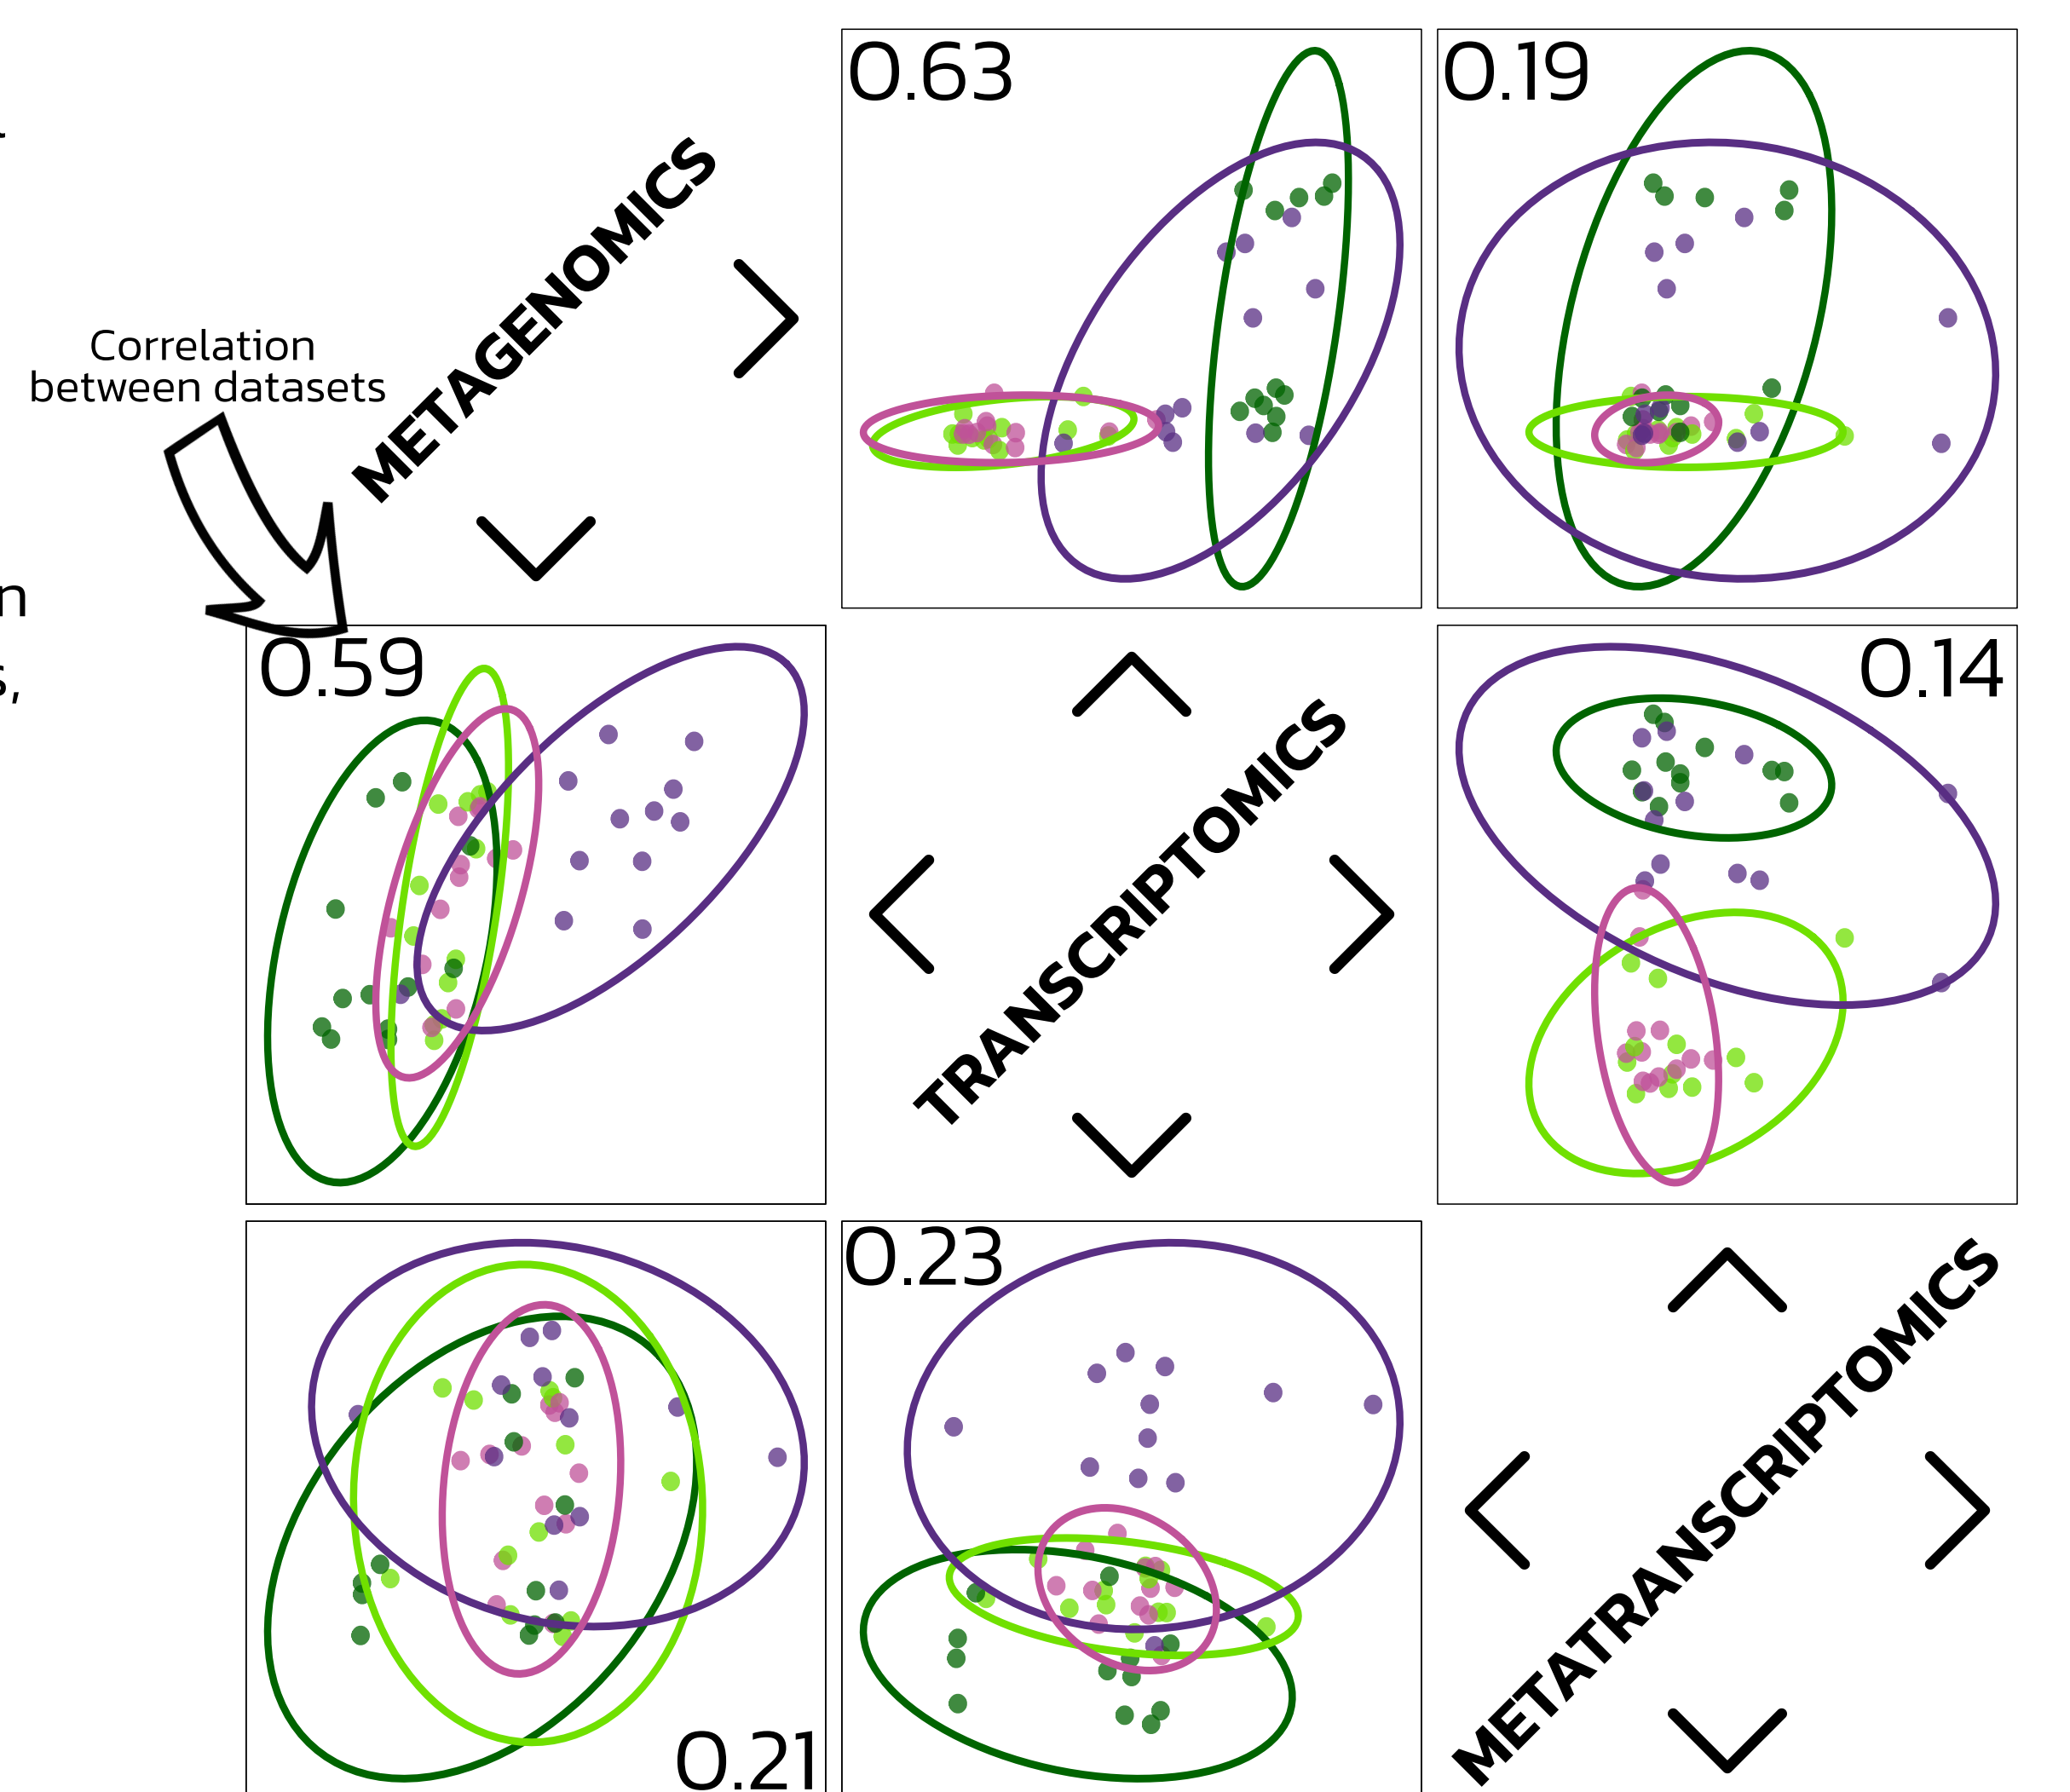 0.63
0.19
METAGENOMICS
Correlation
between datasets
n
s,
0.59
0.14
TRANSCRIPTOMICS
0.23
METATRANSCRIPTOMICS
0.21